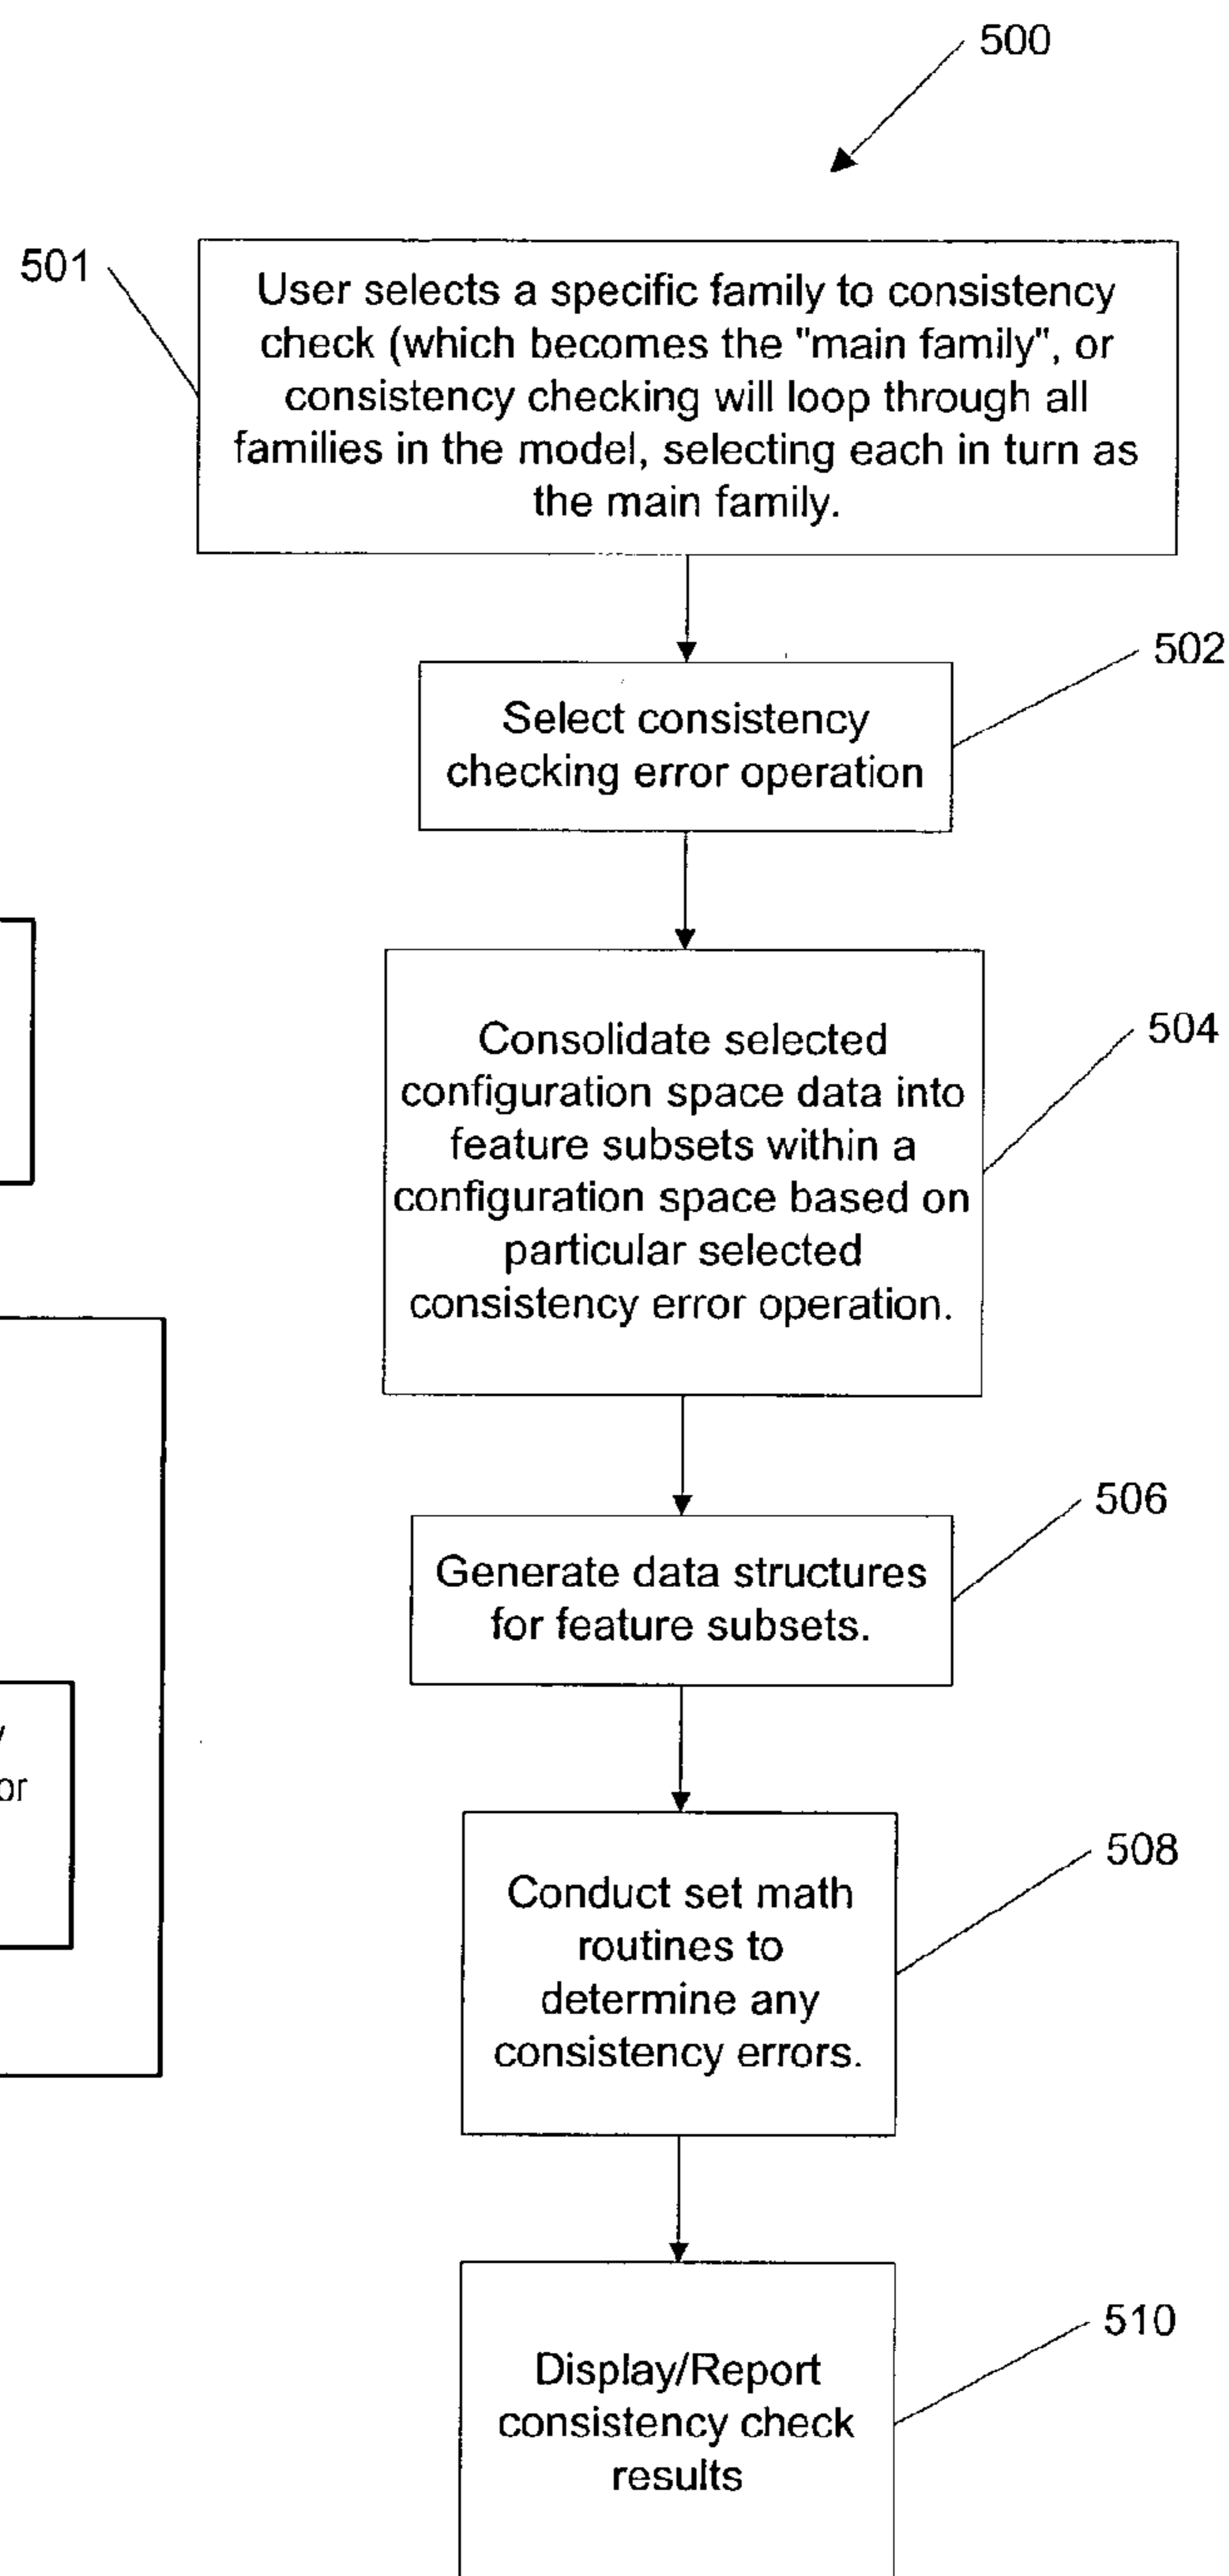 500
501
User selects a specific family to consistency
check (which becomes the "main family", or
consistency checking will loop through all
families in the model, selecting each in turn as
the main family.
502
Select consistency
checking error operation
504
Consolidate selected
configuration space data into
feature subsets within a
configuration space based on
particular selected
consistency error operation.
506
Generate data structures
for feature subsets.
or
508
Conduct set math
routines to
determine any
consistency errors.
510
Display/Report
consistency check
results